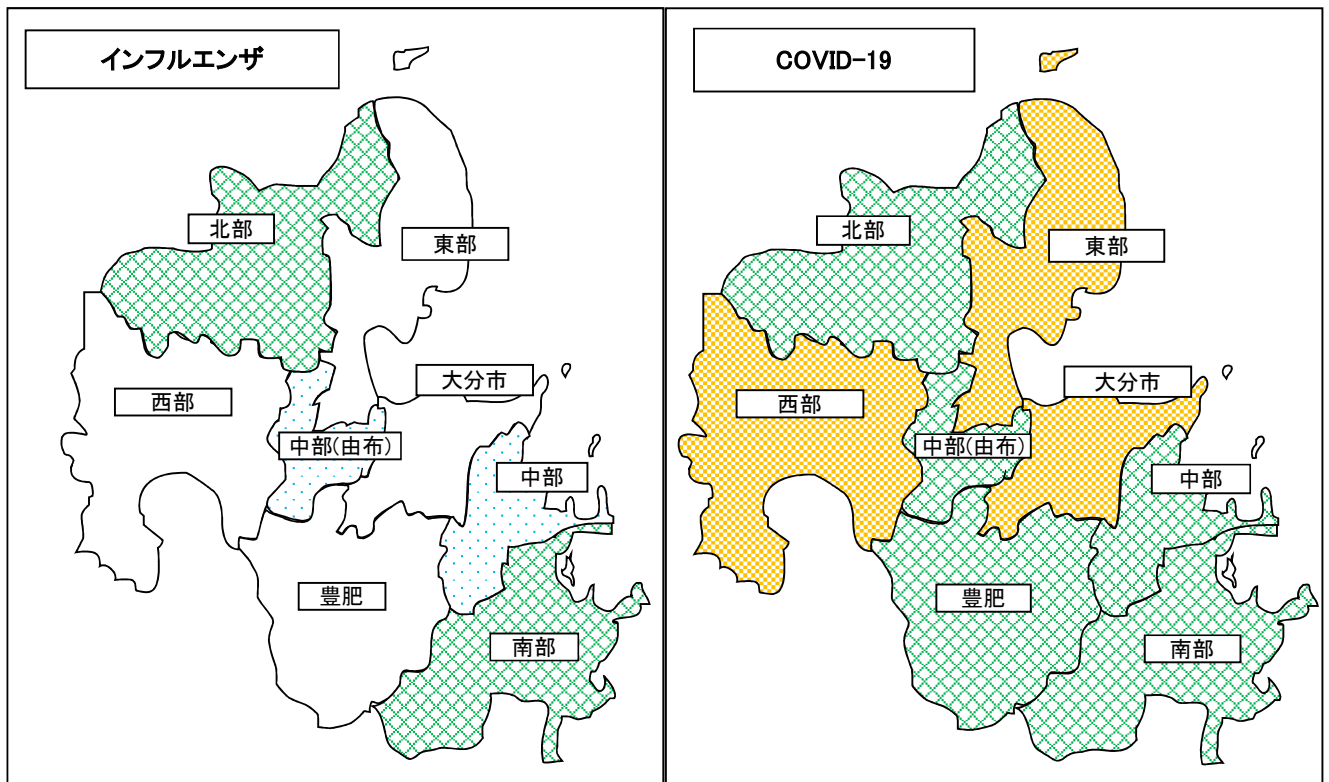 インフルエンザ
北部
東部
大分市
西部
中部(由布)
中部
豊肥
南部
COVID-19
北部
東部
大分市
西部
中部(由布)
中部
豊肥
南部